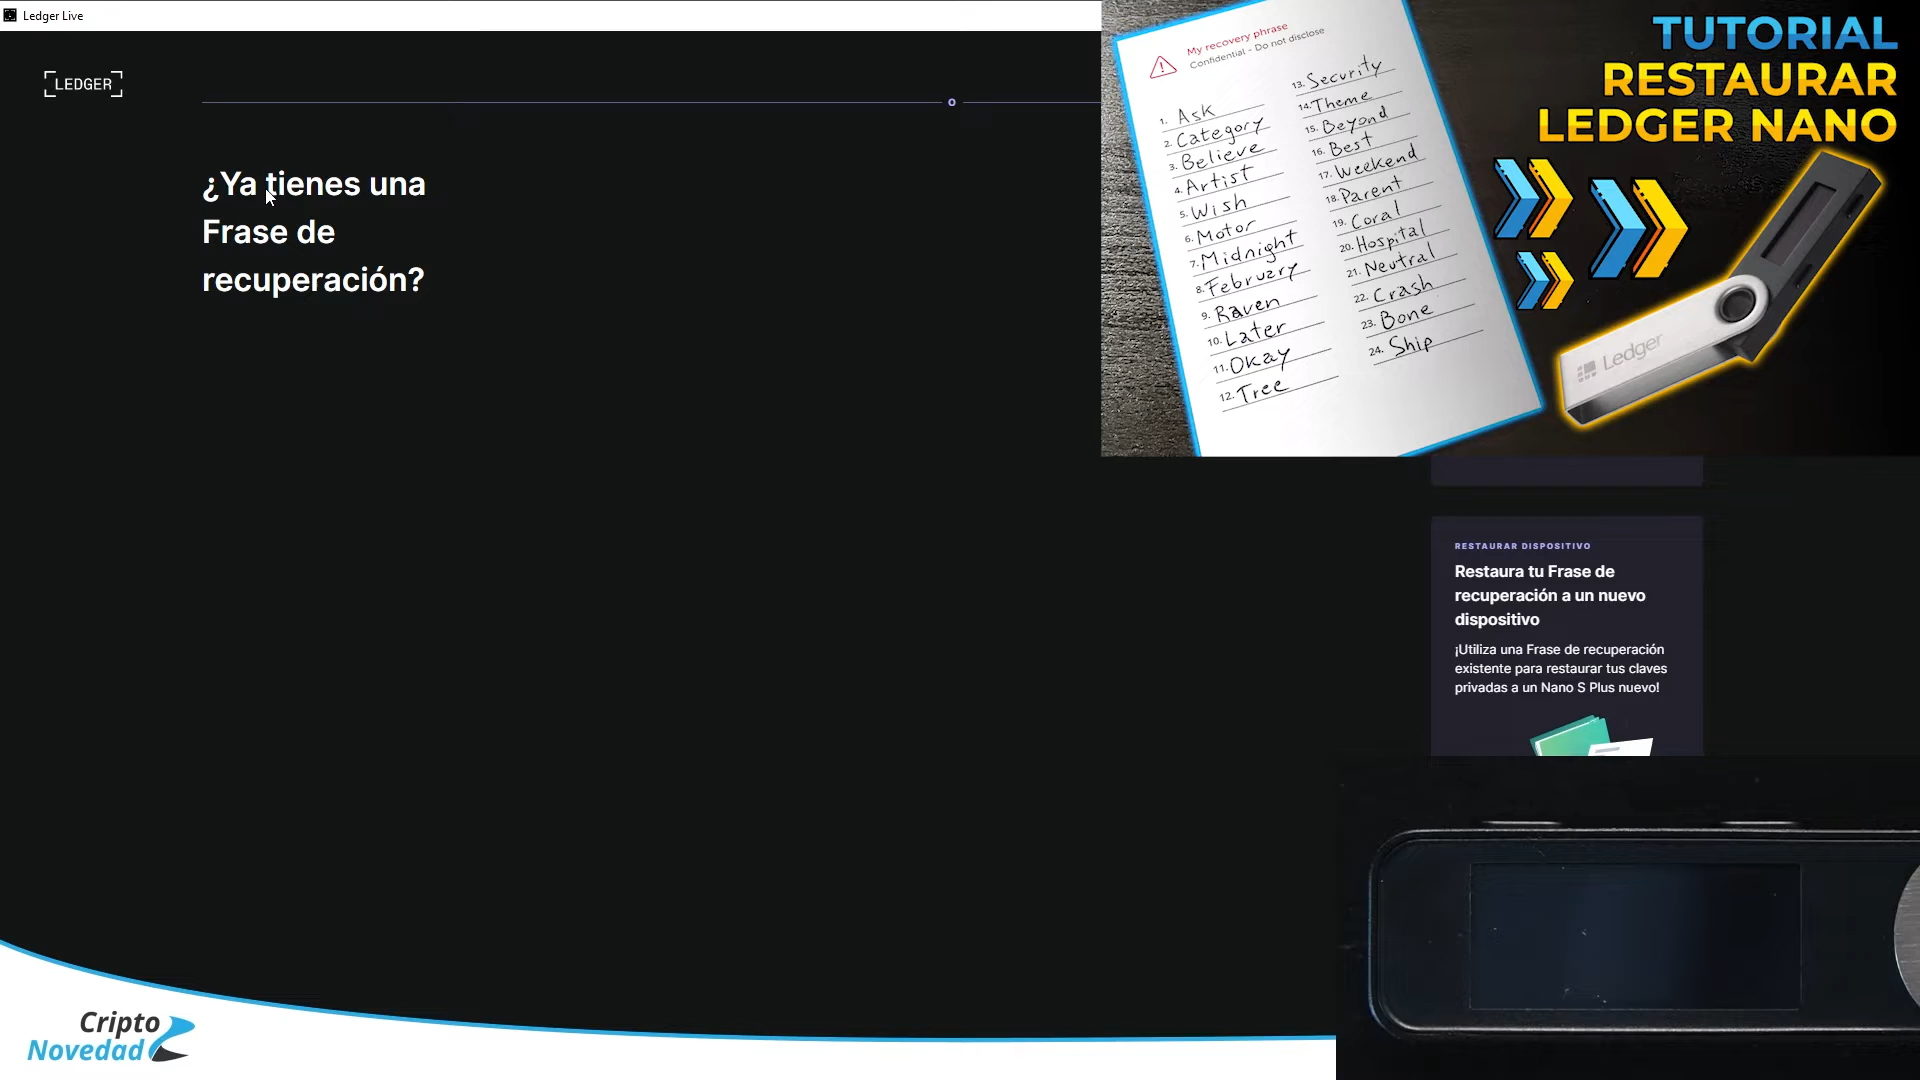 Ledger Live
LEDGER
¿Ya tienes una
Frase de
recuperación?
My recovery phrase
Confidential - Do not disclose
1. Ask
2. Category
3. Believe
4. Artist
5. Wish
6. Motor
7. Midnight
8. February
9. Raven
10. Later
11. Okay
12. Tree
13. Security
14. Theme
15. Beyond
16. Best
17. Weekend
18. Parent
19. Coral
20. Hospital
21. Neutral
22. Crash
23. Bone
24. Ship
TUTORIAL
RESTAURAR
LEDGER NANO
Ledger
RESTAURAR DISPOSITIVO
Restaura tu Frase de
recuperación a un nuevo
dispositivo
¡Utiliza una Frase de recuperación
existente para restaurar tus claves
privadas a un Nano S Plus nuevo!
Cripto
Novedad